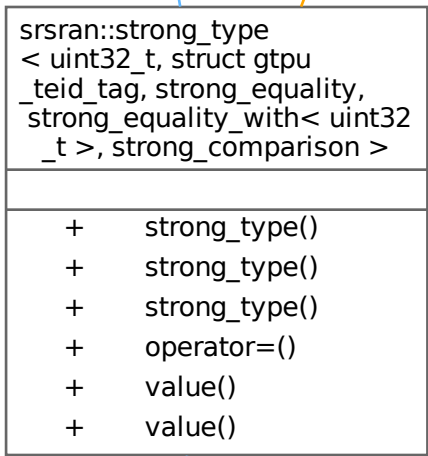 srsran::strong_type
< uint32_t, struct gtpu
_teid_tag, strong_equality,
strong_equality_with< uint32
_t >, strong_comparison >
+ strong_type()
+ strong_type()
+ strong_type()
+ operator=()
+ value()
+ value()